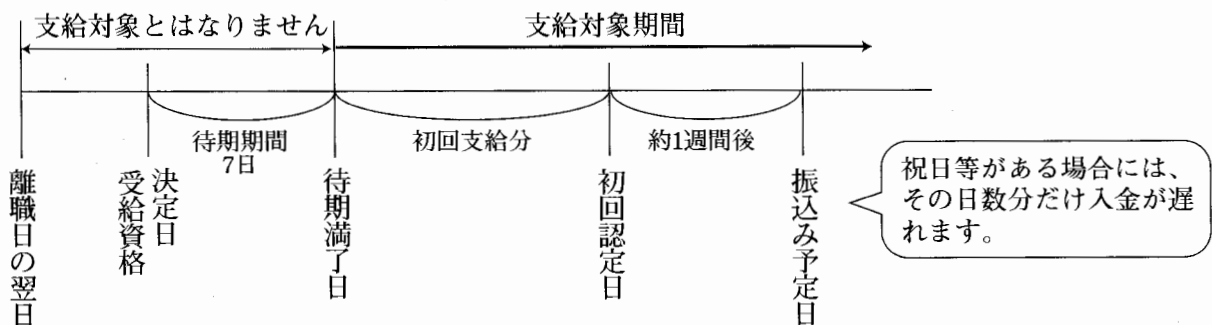 支給対象とはなりません
支給対象期間
待期期間
7日
初回支給分
約1週間後
離職日の翌日
受給資格
決定日
待期満了日
初回認定日
振込み予定日
祝日等がある場合には、
その日数分だけ入金が遅
れます。